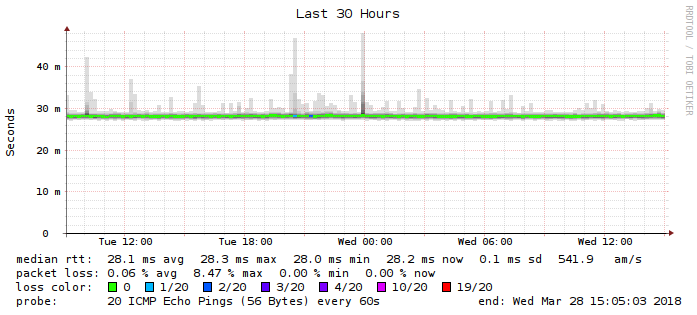 Last 30 Hours
RRDTOOL / TOBI OETIKER
Seconds
40 m
30 m
20 m
10 m
0
Tue 12:00 Tue 18:00 Wed 00:00 Wed 06:00 Wed 12:00
median rtt: 28.1 ms avg 28.3 ms max 28.0 ms min 28.2 ms now 0.1 ms sd 541.9 am/s
packet loss: 0.06 % avg 8.47 % max 0.00 % min 0.00 % now
loss color: 0 1/20 2/20 3/20 4/20 10/20 19/20
probe: 20 ICMP Echo Pings (56 Bytes) every 60s end: Wed Mar 28 15:05:03 2018